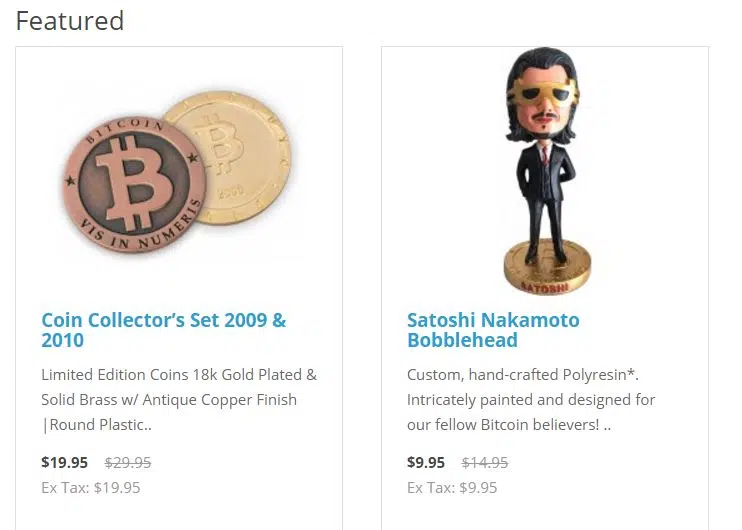 Featured
BITCOIN
VIS IN NUMERIS
SATOSHI
Coin Collector’s Set 2009 &
2010
Limited Edition Coins 18k Gold Plated &
Solid Brass w/ Antique Copper Finish
|Round Plastic..
$19.95 $29.95
Ex Tax: $19.95
Satoshi Nakamoto
Bobblehead
Custom, hand-crafted Polyresin*.
Intricately painted and designed for
our fellow Bitcoin believers! ..
$9.95 $14.95
Ex Tax: $9.95